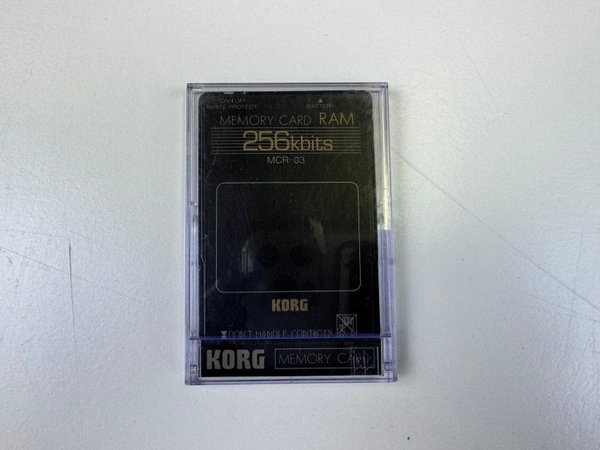 ON↕OFF
WRITE PROTECT
BATTERY
MEMORY CARD RAM
256kbits
MCR-03
KORG
DON'T HANDLE CONTACTS
KORG MEMORY CARD